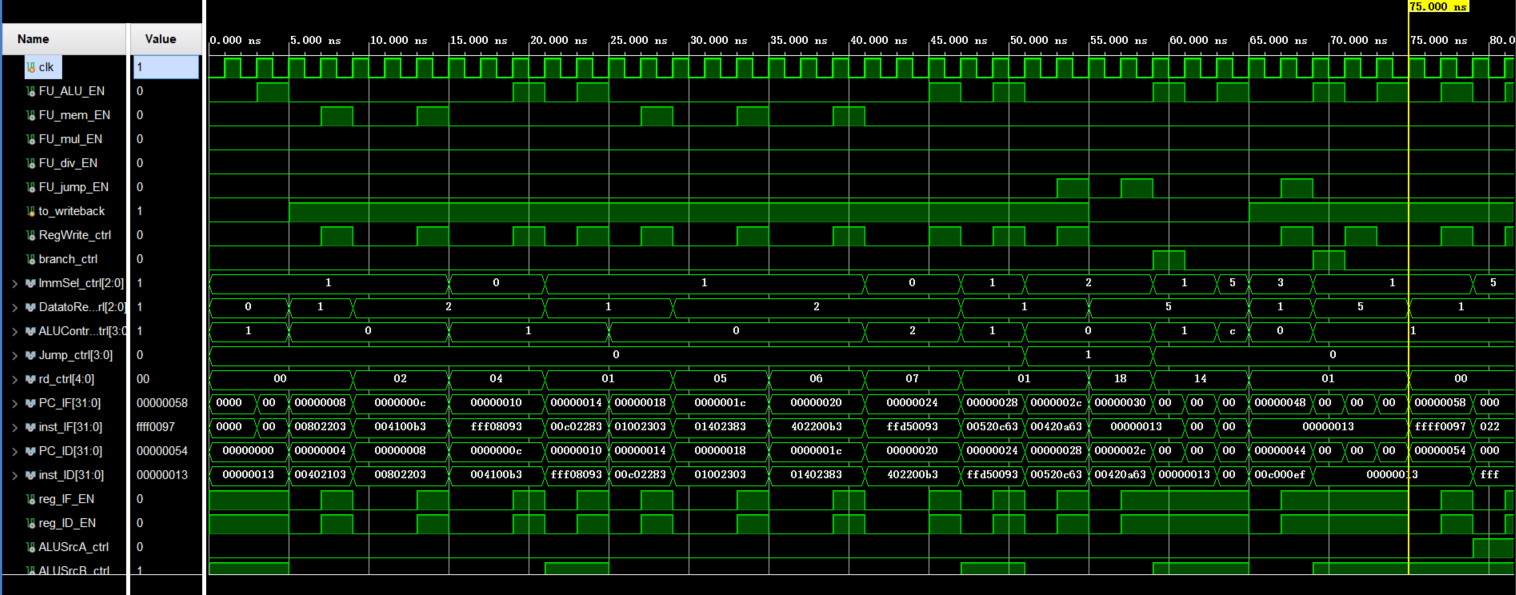 75.000 ns
Name Value
0.000 ns 5.000 ns 10.000 ns 15.000 ns 20.000 ns 25.000 ns 30.000 ns 35.000 ns 40.000 ns 45.000 ns 50.000 ns 55.000 ns 60.000 ns 65.000 ns 70.000 ns 75.000 ns 80.0
clk 1
FU_ALU_EN 0
FU_mem_EN 0
FU_mul_EN 0
FU_div_EN 0
FU_jump_EN 0
to_writeback 1
RegWrite_ctrl 0
branch_ctrl 0
ImmSel_ctrl[2:0] 1 1 0 1 0 1 2 1 5 3 1 5
DatatoRe...rl[2:0] 1 0 1 2 1 2 1 5 1 5 1
ALUContr...trl[3:0 1 1 0 1 0 2 1 0 1 c 0 1
Jump_ctrl[3:0] 0 0 1 0
rd_ctrl[4:0] 00 00 02 04 01 05 06 07 01 18 14 01 00
PC_IF[31:0] 00000058 0000 00 00000008 0000000c 00000010 00000014 00000018 0000001c 00000020 00000024 00000028 0000002c 00000030 00 00 00 00000048 00 00 00 00000058 000
inst_IF[31:0] ffff0097 0000 00 00802203 004100b3 fff08093 00c02283 01002303 01402383 402200b3 ffd50093 00520c63 00420a63 00000013 00 00 00000013 ffff0097 022
PC_ID[31:0] 00000054 00000000 00000004 00000008 0000000c 00000010 00000014 00000018 0000001c 00000020 00000024 00000028 0000002c 00 00 00 00000044 00 00 00 00000054 000
inst_ID[31:0] 00000013 00000013 00402103 00802203 004100b3 fff08093 00c02283 01002303 01402383 402200b3 ffd50093 00520c63 00420a63 00000013 00 00c000ef 00000013 fff
reg_IF_EN 0
reg_ID_EN 0
ALUSrcA_ctrl 0
ALUSrcB_ctrl 1